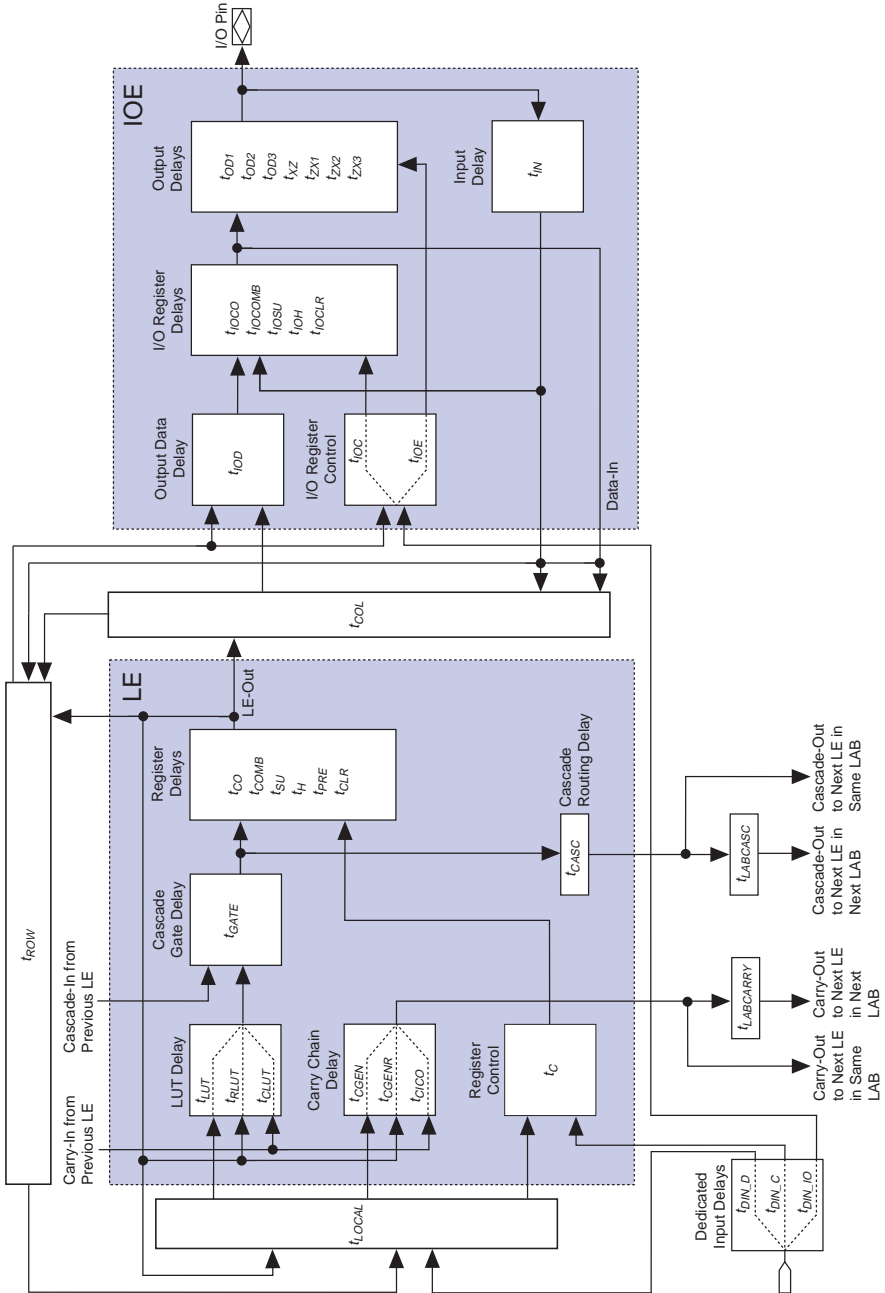 I/O Pin
IOE
Output
Delays
tOD1
tOD2
tOD3
tXZ
tZX1
tZX2
tZX3
Input
Delay
tIN
I/O Register
Delays
tIOCO
tIOCOMB
tIOSU
tIOH
tIOCLR
Output Data
Delay
tIOD
I/O Register
Control
tIOC
tIOE
Data-In
tCOL
tROW
LE
LE-Out
Register
Delays
tCO
tCOMB
tSU
tH
tPRE
tCLR
Cascade
Routing Delay
tCASC
Cascade
Gate Delay
tGATE
Cascade-In from
Previous LE
LUT Delay
tLUT
tRLUT
tCLUT
Carry Chain
Delay
tCGEN
tCGENR
tCICO
Register
Control
tC
Carry-In from
Previous LE
tLOCAL
Dedicated
Input Delays
tDIN_D
tDIN_C
tDIN_IO
tLABCARRY
tLABCASC
Carry-Out
to Next LE
in Same
LAB
Carry-Out
to Next LE
in Next
LAB
Cascade-Out
to Next LE in
Next LAB
Cascade-Out
to Next LE in
Same LAB